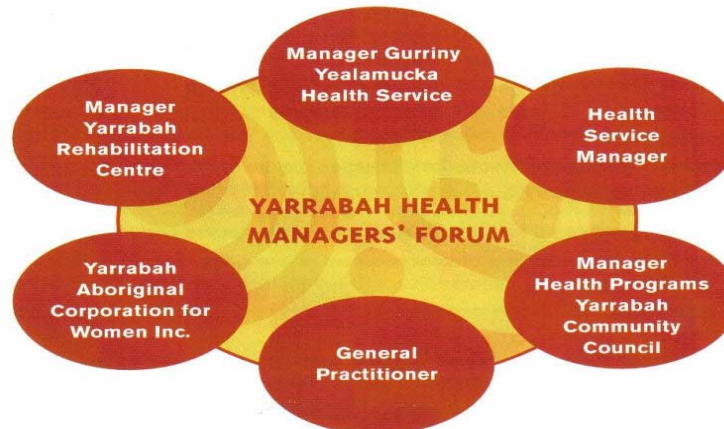 Manager Gurriny
Yealamucka
Health Service
Manager
Yarrabah
Rehabilitation
Centre
Health
Service
Manager
YARRABAH HEALTH
MANAGERS' FORUM
Yarrabah
Aboriginal
Corporation for
Women Inc.
Manager
Health Programs
Yarrabah
Community
Council
General
Practitioner